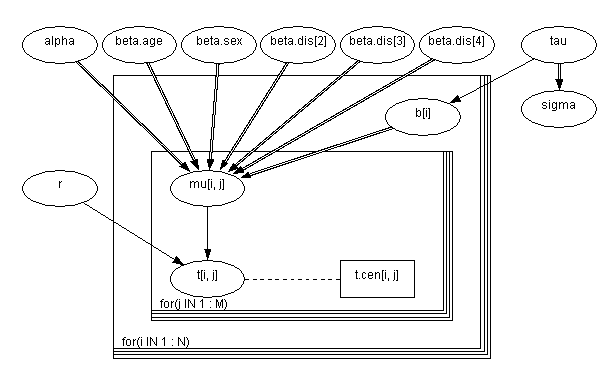 alpha beta.age beta.sex beta.dis[2] beta.dis[3] beta.dis[4] tau
sigma
b[i]
r mu[i, j]
t[i, j] t.cen[i, j]
for(j IN 1 : M)
for(i IN 1 : N)